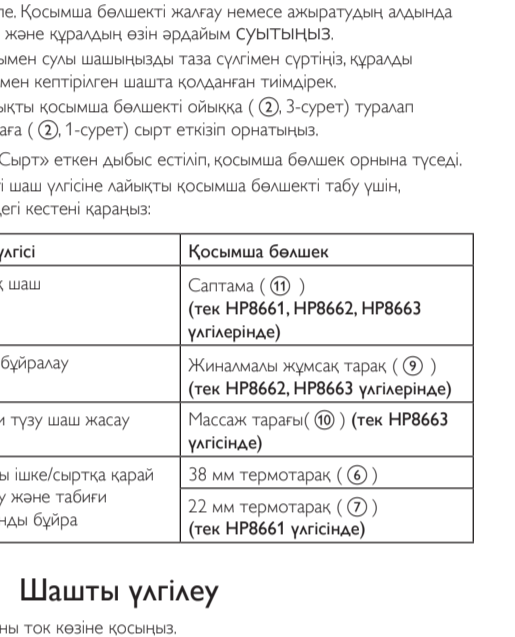 пе. Қосымша бөлшекті жалғау немесе ажыратудың алдында
және құралдың өзін әрдайым суытыңыз.
ымен сулы шашыңызды таза сүлгімен сүртіңіз, құралды
мен кептірілген шашта қолданған тиімдірек.
ықты қосымша бөлшекті ойыққа ( ②, 3-сурет) туралап
аға ( ②, 1-сурет) сырт еткізіп орнатыңыз.
Сырт» еткен дыбыс естіліп, қосымша бөлшек орнына түседі.
і шаш үлгісіне лайықты қосымша бөлшекті табу үшін,
егі кестені қараңыз:
үлгісі Қосымша бөлшек
қ шаш Саптама ( ⑪ )
(тек HP8661, HP8662, HP8663
үлгілерінде)
бұйралау Жиналмалы жұмсақ тарақ ( ⑨ )
(тек HP8662, HP8663 үлгілерінде)
и түзу шаш жасау Массаж тарағы( ⑩ ) (тек HP8663
үлгісінде)
ы ішке/сыртқа қарай 38 мм термотарақ ( ⑥ )
у және табиғи
нды бұйра
22 мм термотарақ ( ⑦ )
(тек HP8661 үлгісінде)
Шашты үлгілеу
ны ток көзіне қосыңыз.